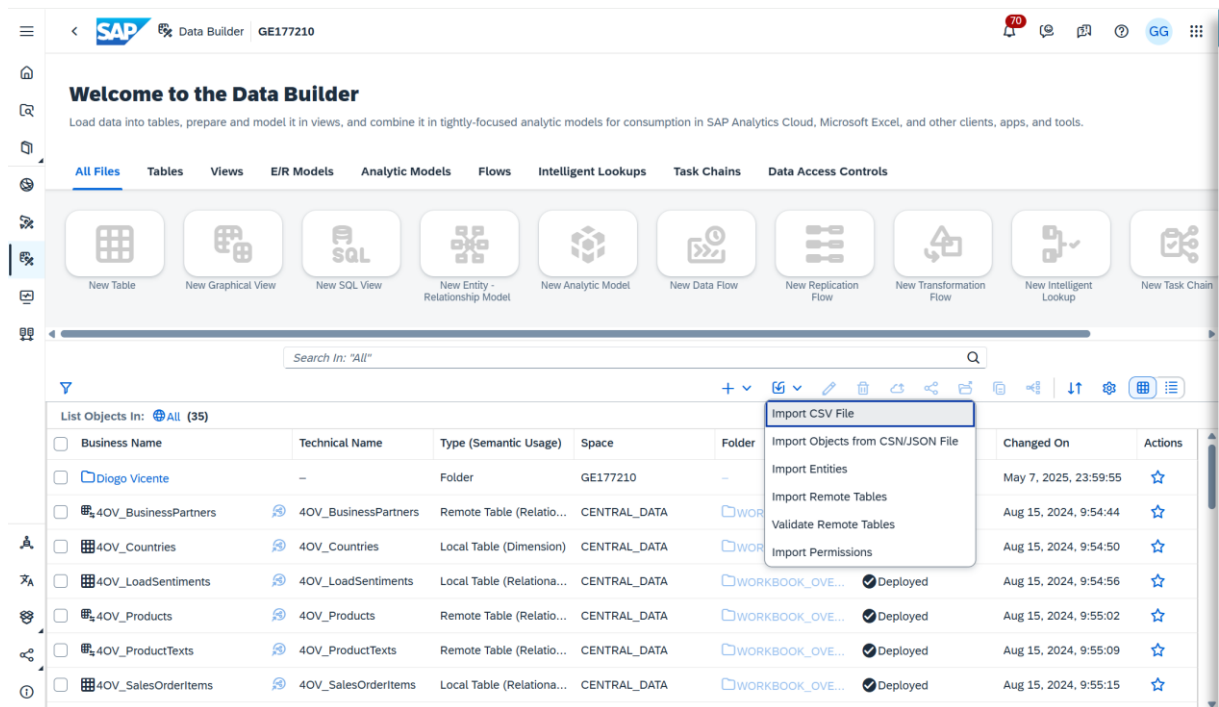 70
SAP Data Builder GE177210 GG
Welcome to the Data Builder
Load data into tables, prepare and model it in views, and combine it in tightly-focused analytic models for consumption in SAP Analytics Cloud, Microsoft Excel, and other clients, apps, and tools.
All Files Tables Views E/R Models Analytic Models Flows Intelligent Lookups Task Chains Data Access Controls
SQL
New Table New Graphical View New SQL View New Entity - Relationship Model New Analytic Model New Data Flow New Replication Flow New Transformation Flow New Intelligent Lookup New Task Chain
Search In: "All"
List Objects In: All (35)
Import CSV File
Import Objects from CSN/JSON File
Import Entities
Import Remote Tables
Validate Remote Tables
Import Permissions
Business Name Technical Name Type (Semantic Usage) Space Folder Changed On Actions
Diogo Vicente – Folder GE177210 – May 7, 2025, 23:59:55
4OV_BusinessPartners 4OV_BusinessPartners Remote Table (Relatio... CENTRAL_DATA WOR Aug 15, 2024, 9:54:44
4OV_Countries 4OV_Countries Local Table (Dimension) CENTRAL_DATA WOR Aug 15, 2024, 9:54:50
4OV_LoadSentiments 4OV_LoadSentiments Local Table (Relationa... CENTRAL_DATA WORKBOOK_OVE... Deployed Aug 15, 2024, 9:54:56
4OV_Products 4OV_Products Remote Table (Relatio... CENTRAL_DATA WORKBOOK_OVE... Deployed Aug 15, 2024, 9:55:02
4OV_ProductTexts 4OV_ProductTexts Remote Table (Relatio... CENTRAL_DATA WORKBOOK_OVE... Deployed Aug 15, 2024, 9:55:09
4OV_SalesOrderItems 4OV_SalesOrderItems Local Table (Relationa... CENTRAL_DATA WORKBOOK_OVE... Deployed Aug 15, 2024, 9:55:15